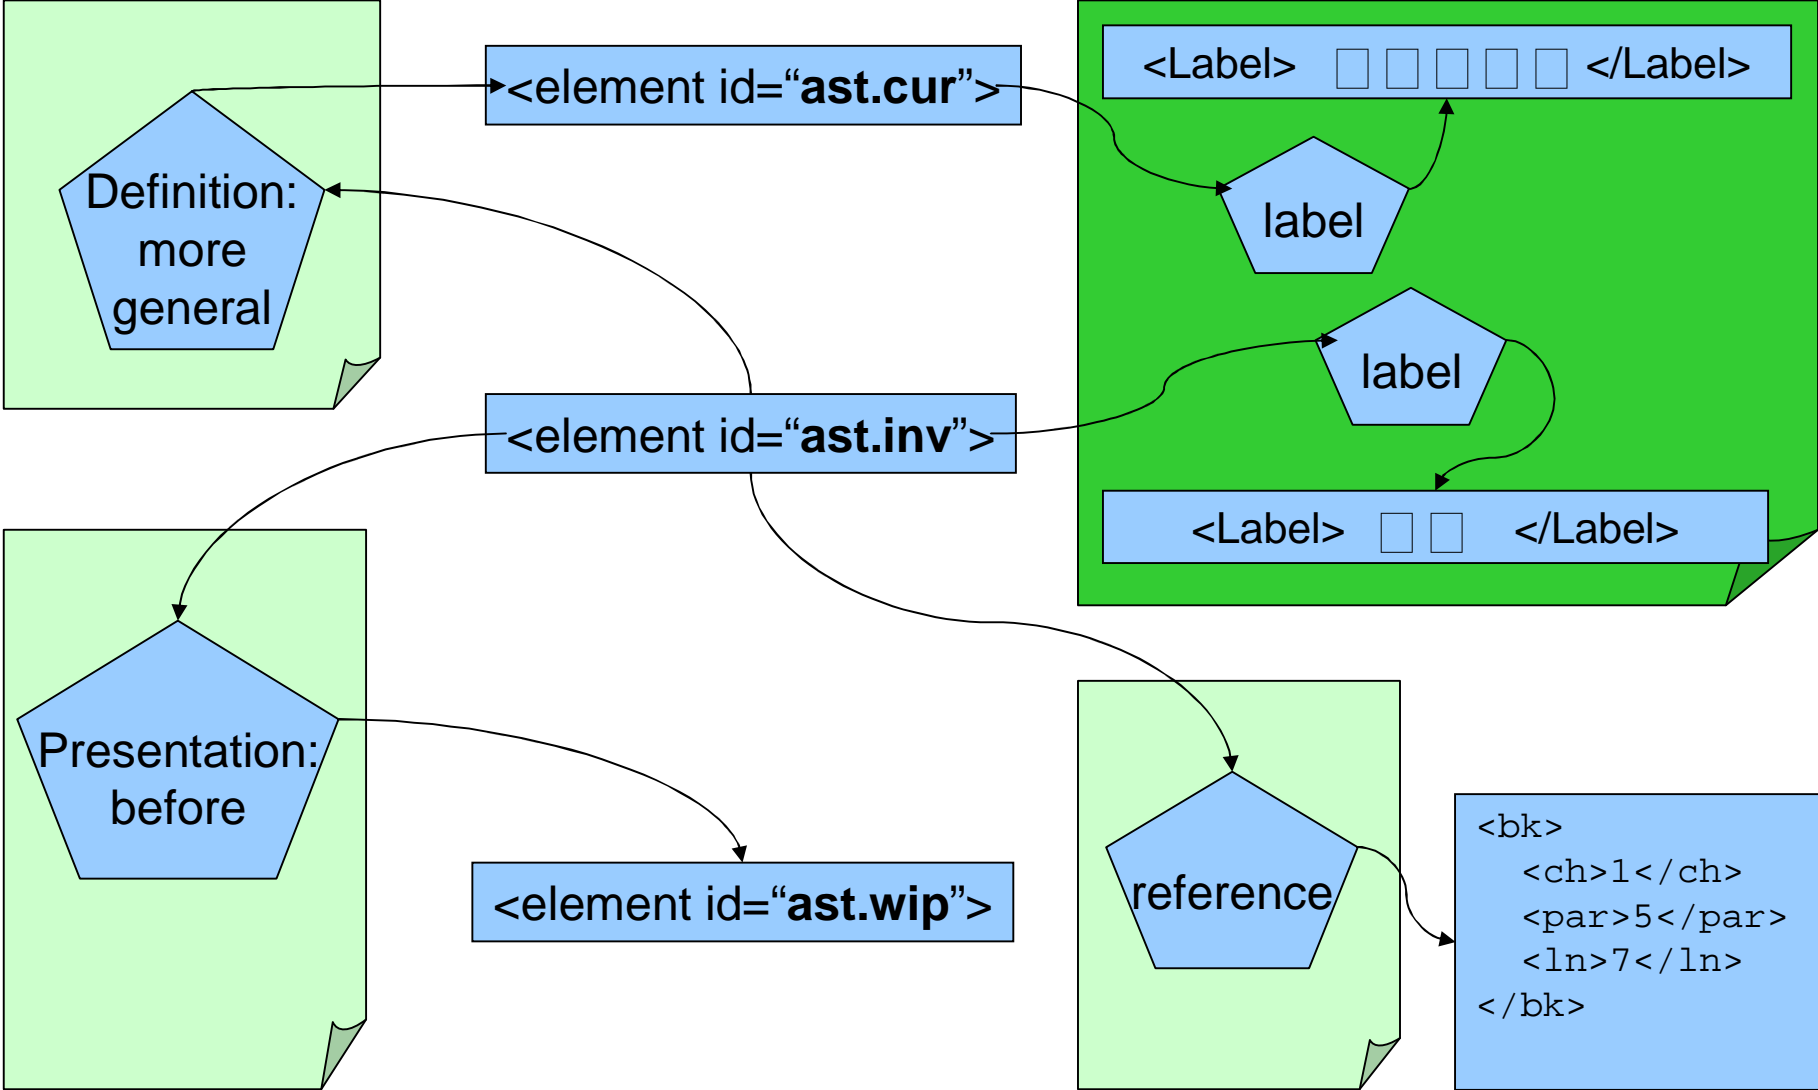 <element id=“ast.cur”>
<Label> □ □ □ □ □ </Label>
Definition:
more
general
label
label
<element id=“ast.inv”>
<Label> □ □ </Label>
Presentation:
before
<element id=“ast.wip”>
reference
<bk>
<ch>1</ch>
<par>5</par>
<ln>7</ln>
</bk>